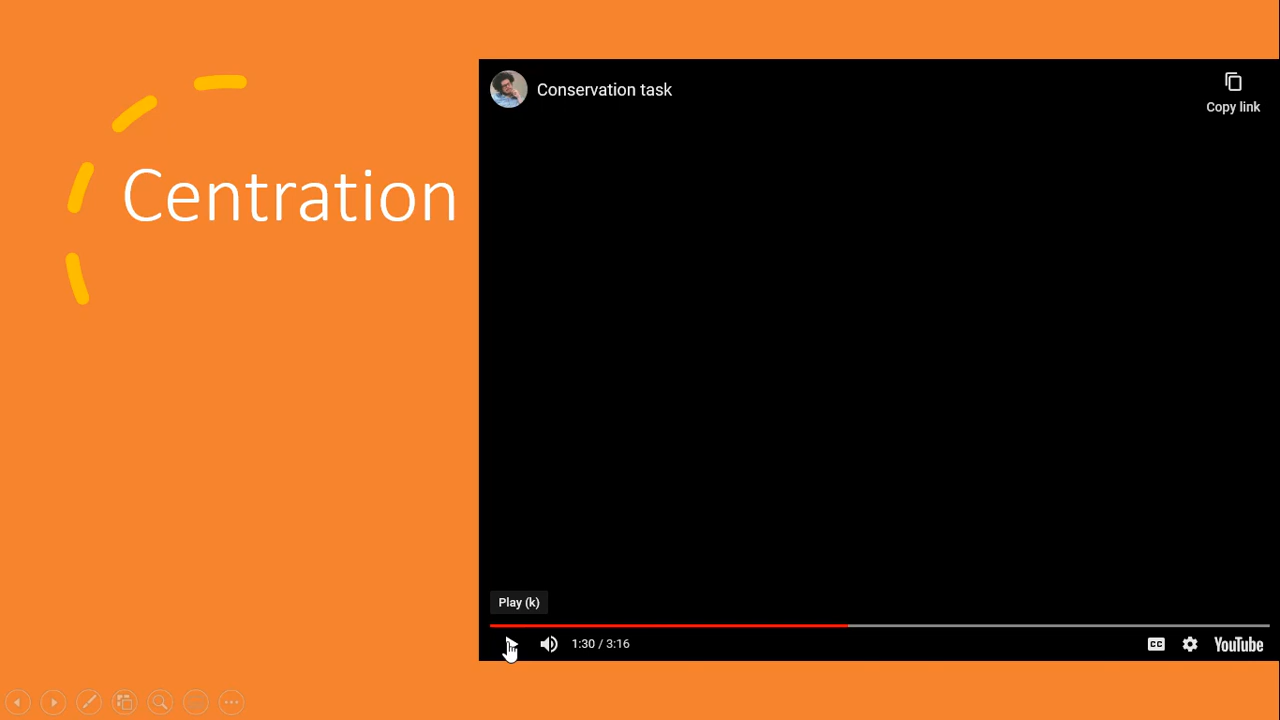 Centration
Conservation task
Copy link
Play (k)
1:30 / 3:16
CC
YouTube